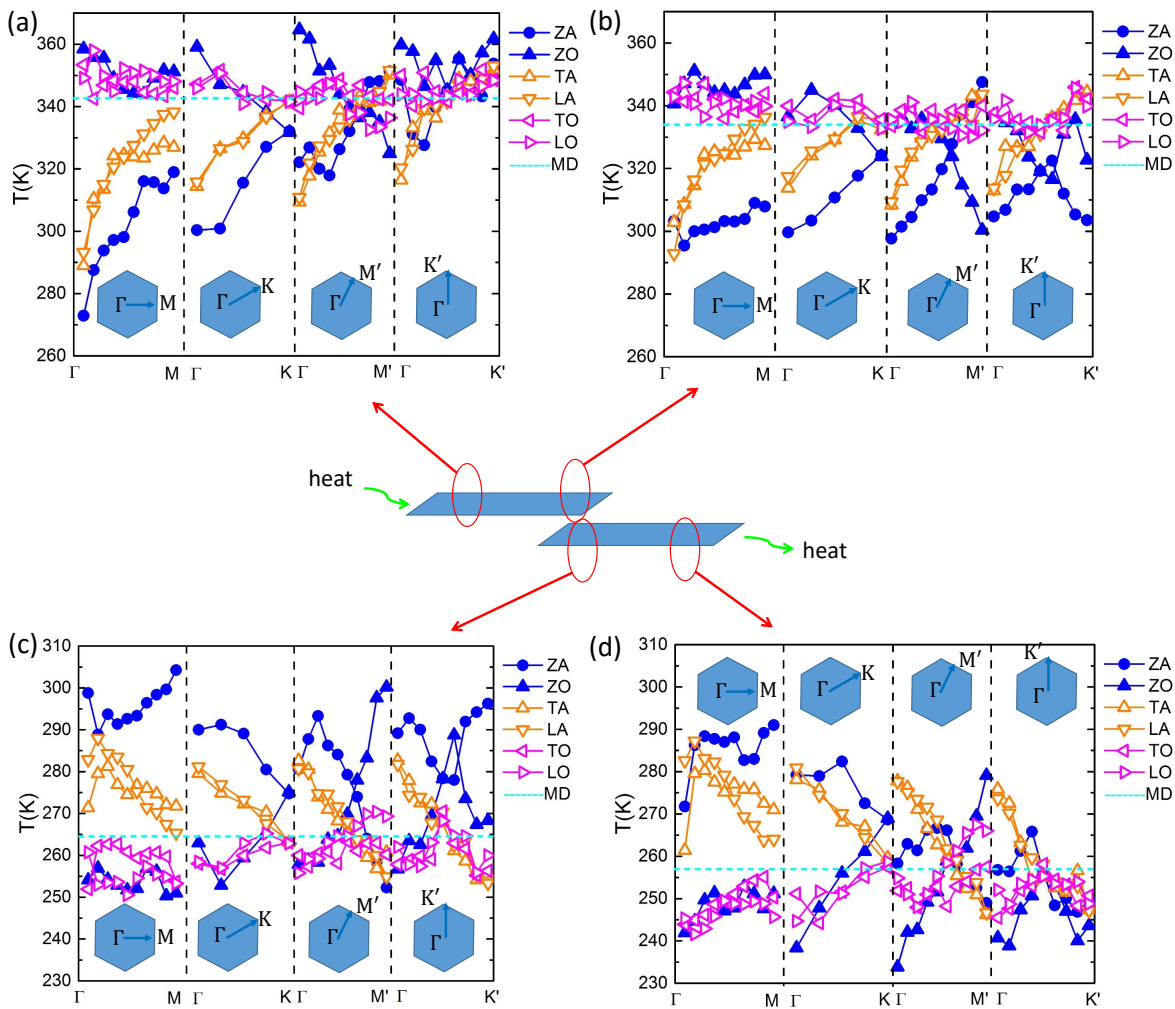 (a)
T(K)
360
340
320
300
280
260
Γ
M
Γ
K
Γ
M'
Γ
K'
Γ M
Γ K
Γ M′
Γ K′
ZA
ZO
TA
LA
TO
LO
MD
(b)
T(K)
360
340
320
300
280
260
Γ
M
Γ
K
Γ
M'
Γ
K'
Γ M
Γ K
Γ M′
Γ K′
ZA
ZO
TA
LA
TO
LO
MD
heat
heat
(c)
T(K)
310
300
290
280
270
260
250
240
230
Γ
M
Γ
K
Γ
M'
Γ
K'
Γ M
Γ K
Γ M′
Γ K′
ZA
ZO
TA
LA
TO
LO
MD
(d)
T(K)
310
300
290
280
270
260
250
240
230
Γ
M
Γ
K
Γ
M'
Γ
K'
Γ M
Γ K
Γ M′
Γ K′
ZA
ZO
TA
LA
TO
LO
MD